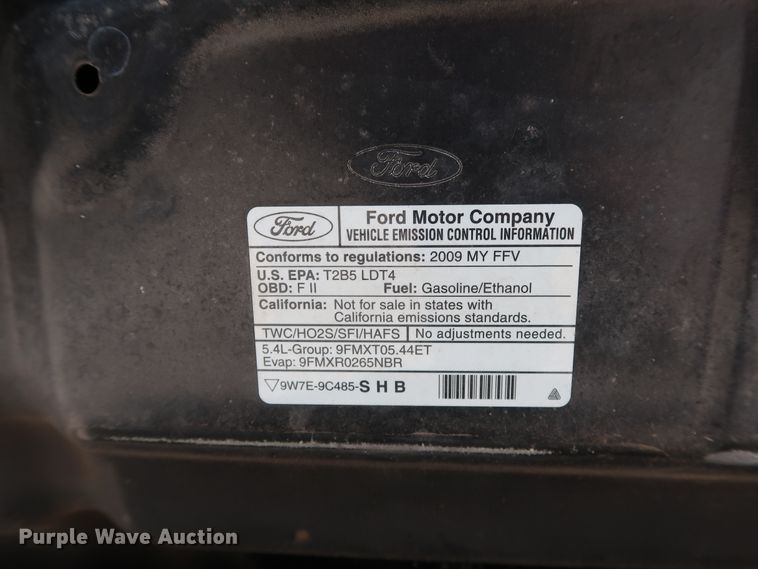 Ford
Ford
Ford Motor Company
VEHICLE EMISSION CONTROL INFORMATION
Conforms to regulations: 2009 MY FFV
U.S. EPA: T2B5 LDT4
OBD: F II Fuel: Gasoline/Ethanol
California: Not for sale in states with
California emissions standards.
TWC/HO2S/SFI/HAFS No adjustments needed.
5.4L-Group: 9FMXT05.44ET
Evap: 9FMXR0265NBR
9W7E-9C485-S H B
Purple Wave Auction